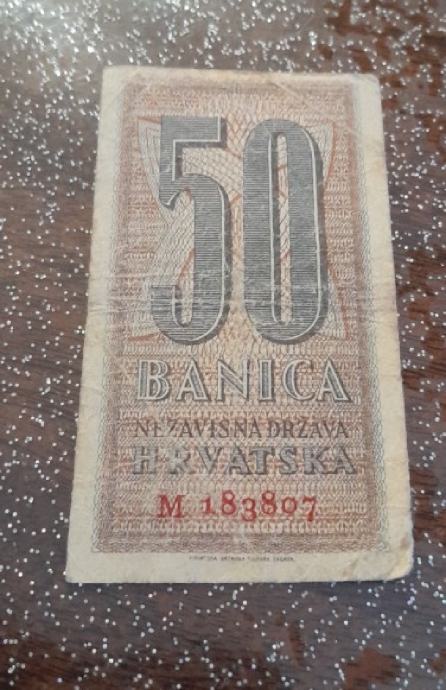 50
BANICA
NEZAVISNA DRŽAVA
HRVATSKA
M 183807